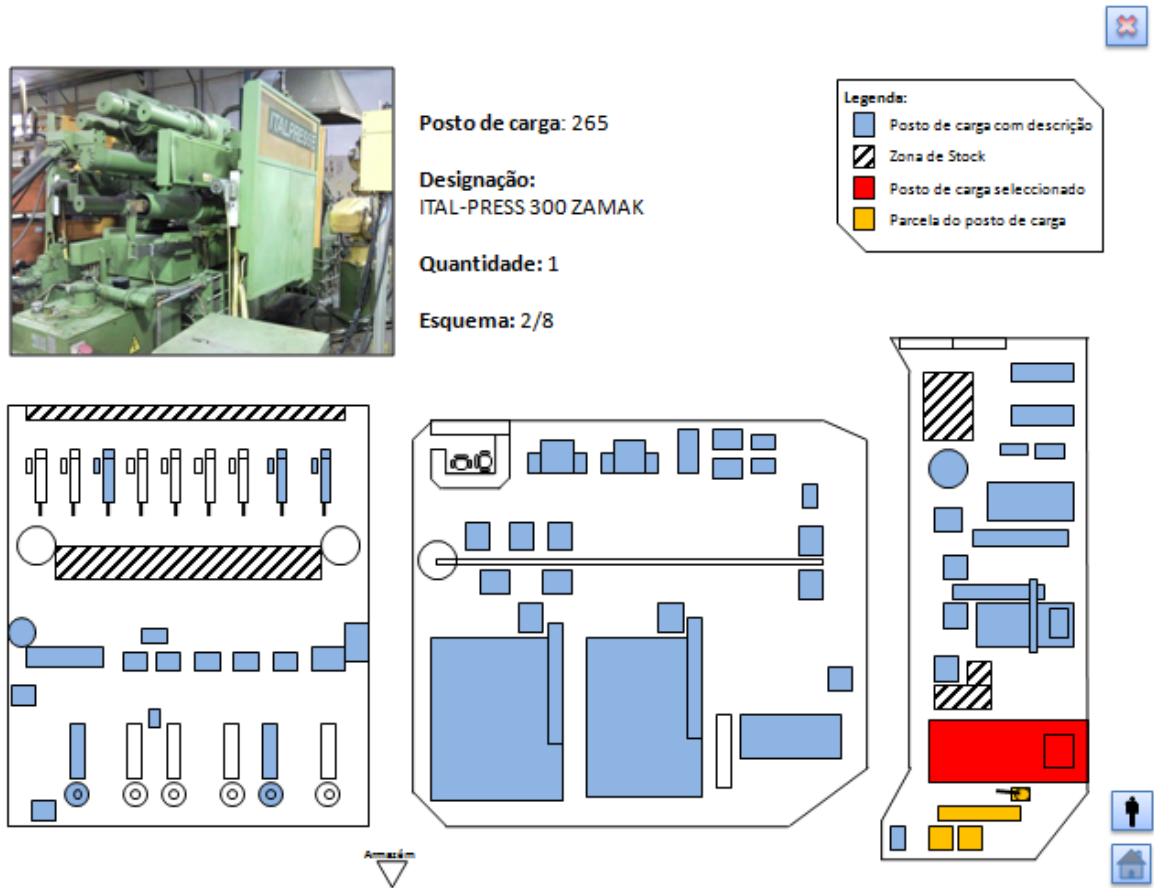 ITALPRESSE
Posto de carga: 265
Designação:
ITAL-PRESS 300 ZAMAK
Quantidade: 1
Esquema: 2/8
Legenda:
Posto de carga com descrição
Zona de Stock
Posto de carga seleccionado
Parcela do posto de carga
Armazém